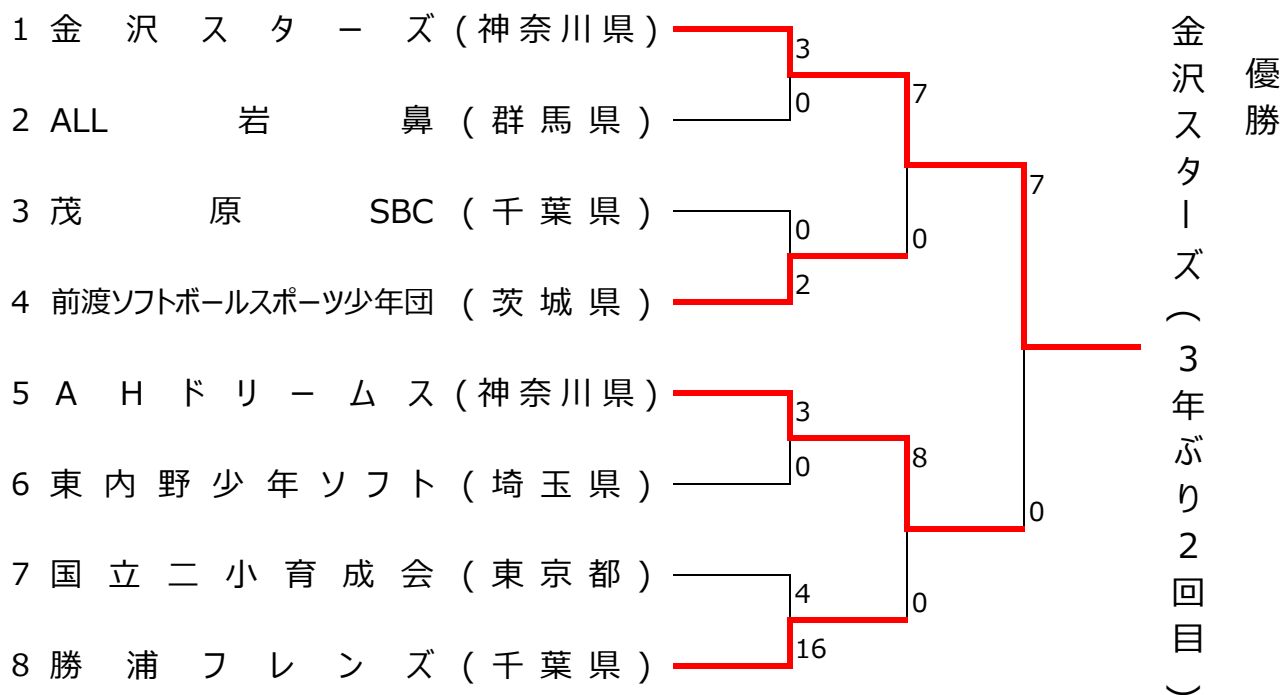 1 金沢スターズ (神奈川県)
3
0
2 ALL 岩鼻 (群馬県)
7
3 茂原 SBC (千葉県)
0
2
4 前渡ソフトボールスポーツ少年団 (茨城県)
0
7
5 AHドリームス (神奈川県)
3
0
6 東内野少年ソフト (埼玉県)
8
7 国立二小育成会 (東京都)
4
16
8 勝浦フレンズ (千葉県)
0
0
優勝
金沢スターズ(3年ぶり2回目)